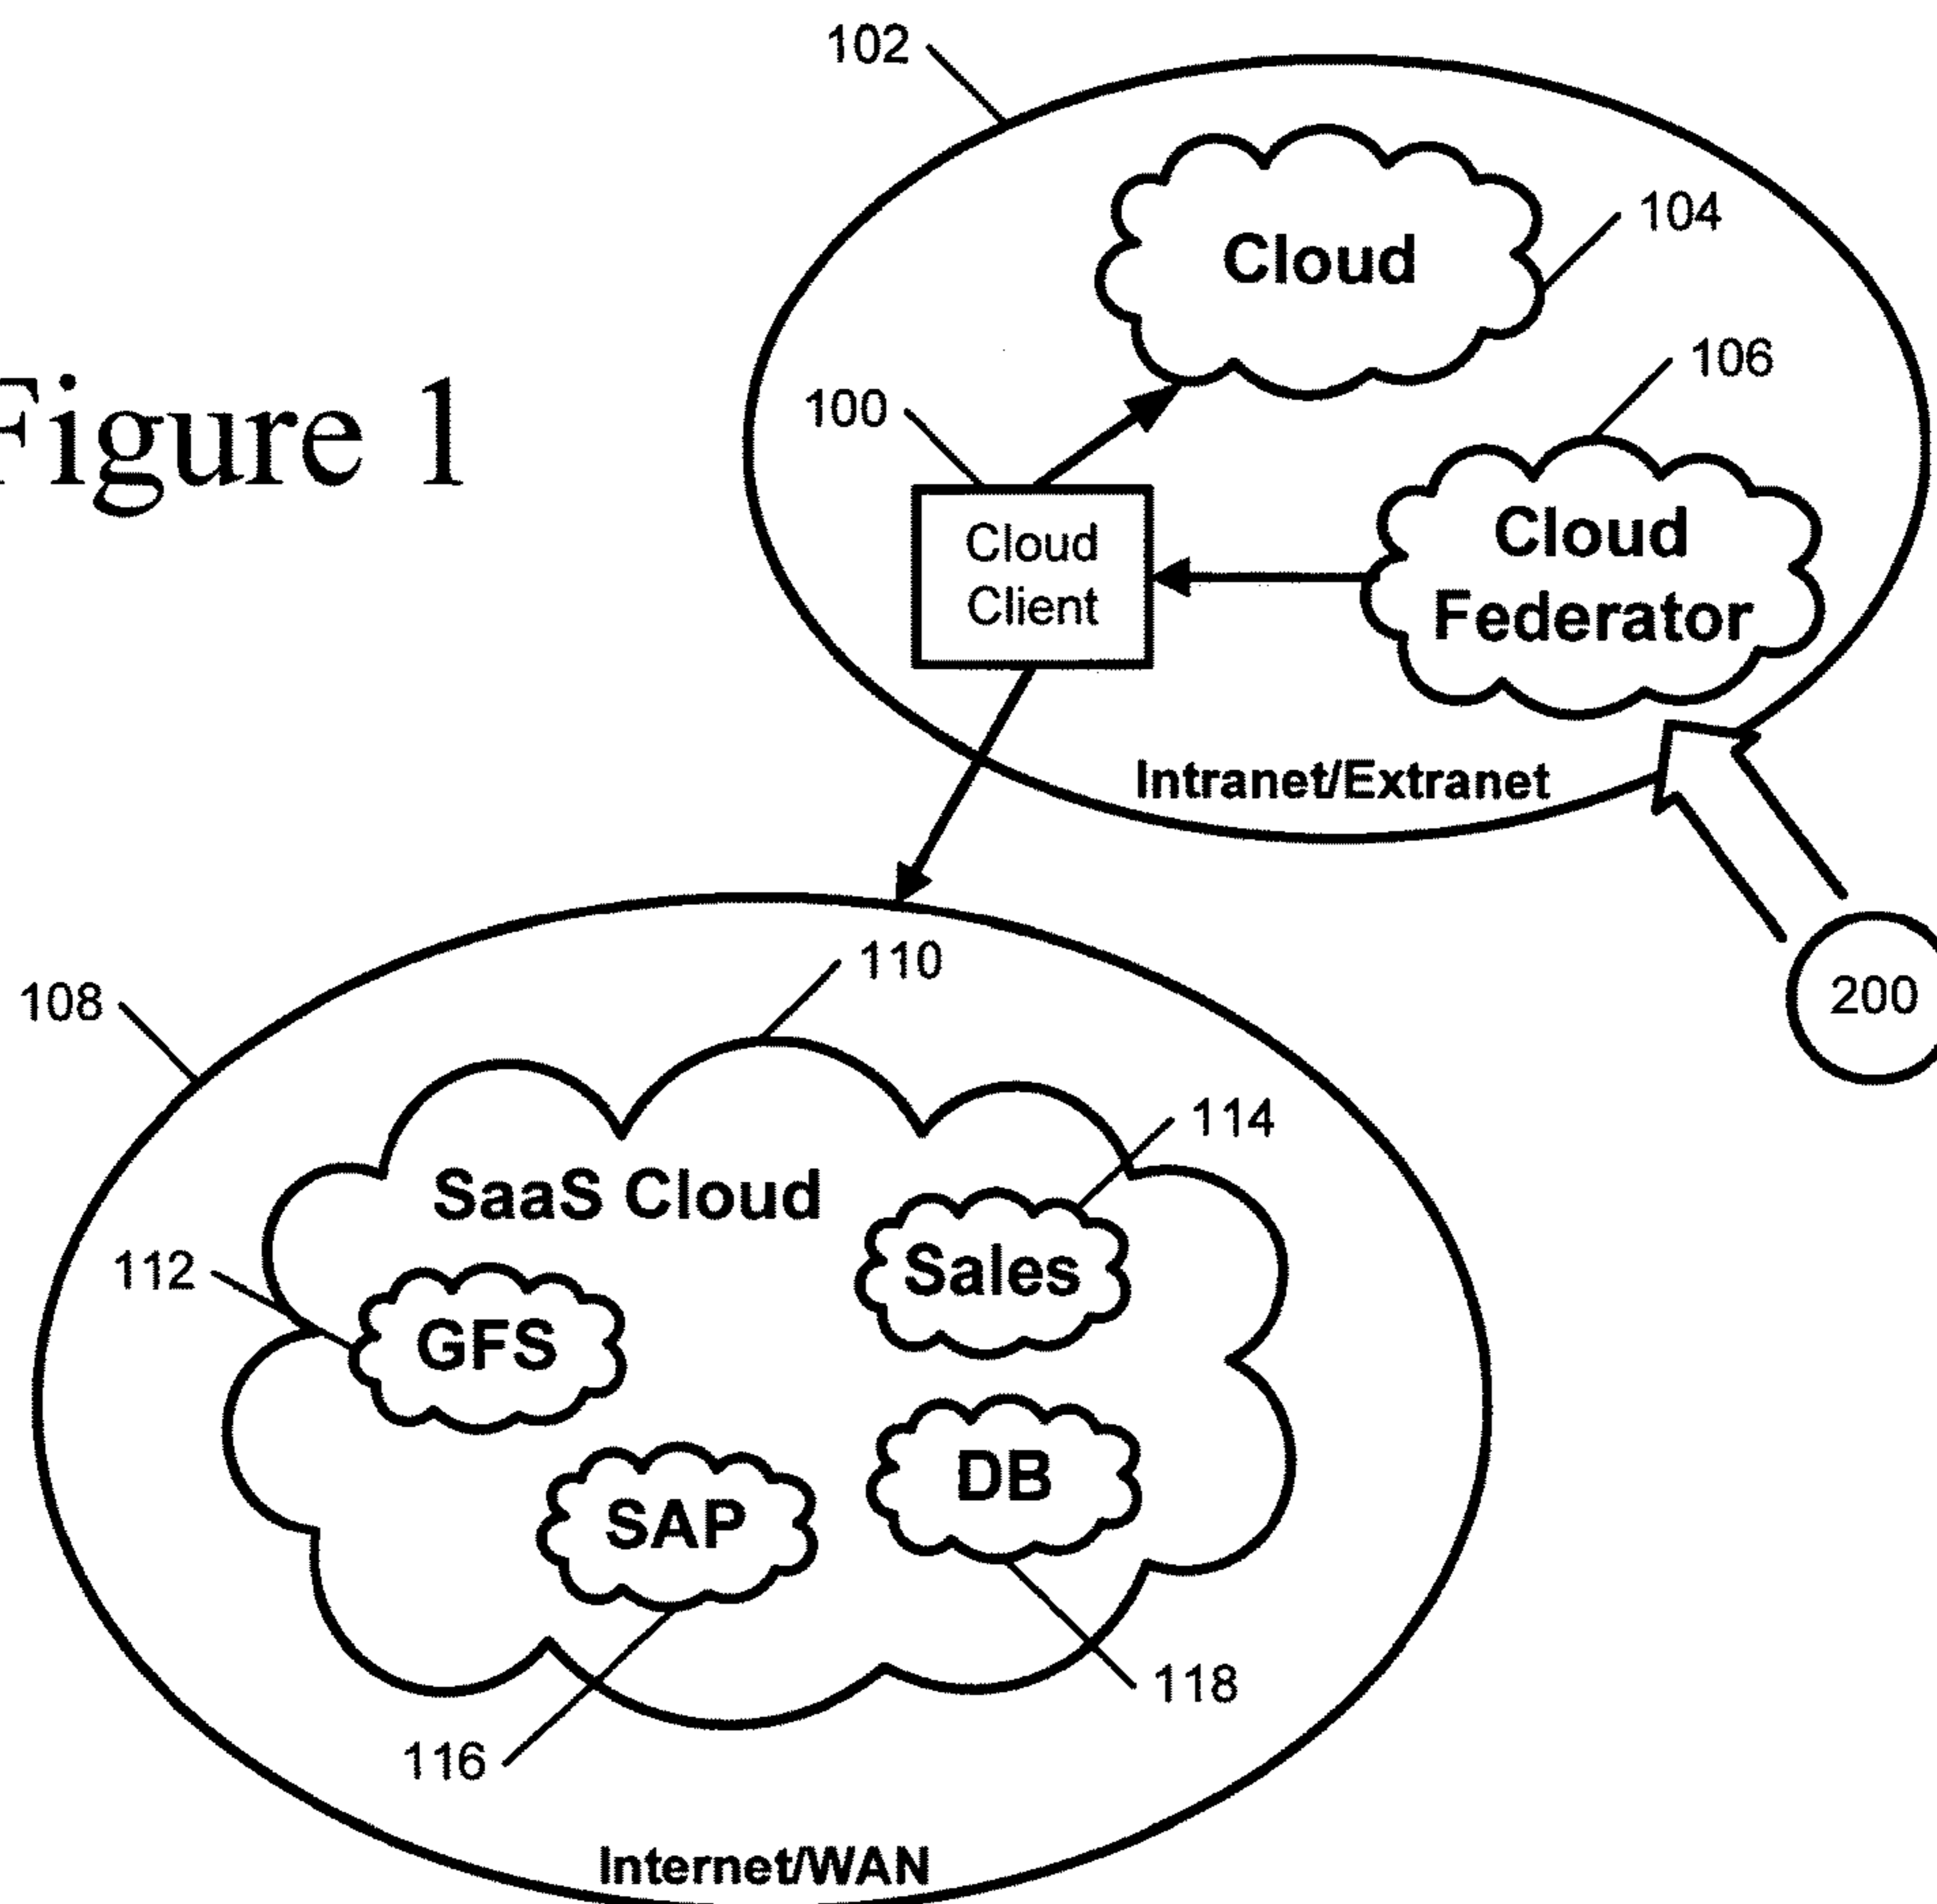 102
Cloud
104
106
Figure 1
100
Cloud
Client
Cloud
Federator
Intranet/Extranet
110
108
200
114
SaaS Cloud
Sales
112
GFS
DB
SAP
118
116
Internet/WAN